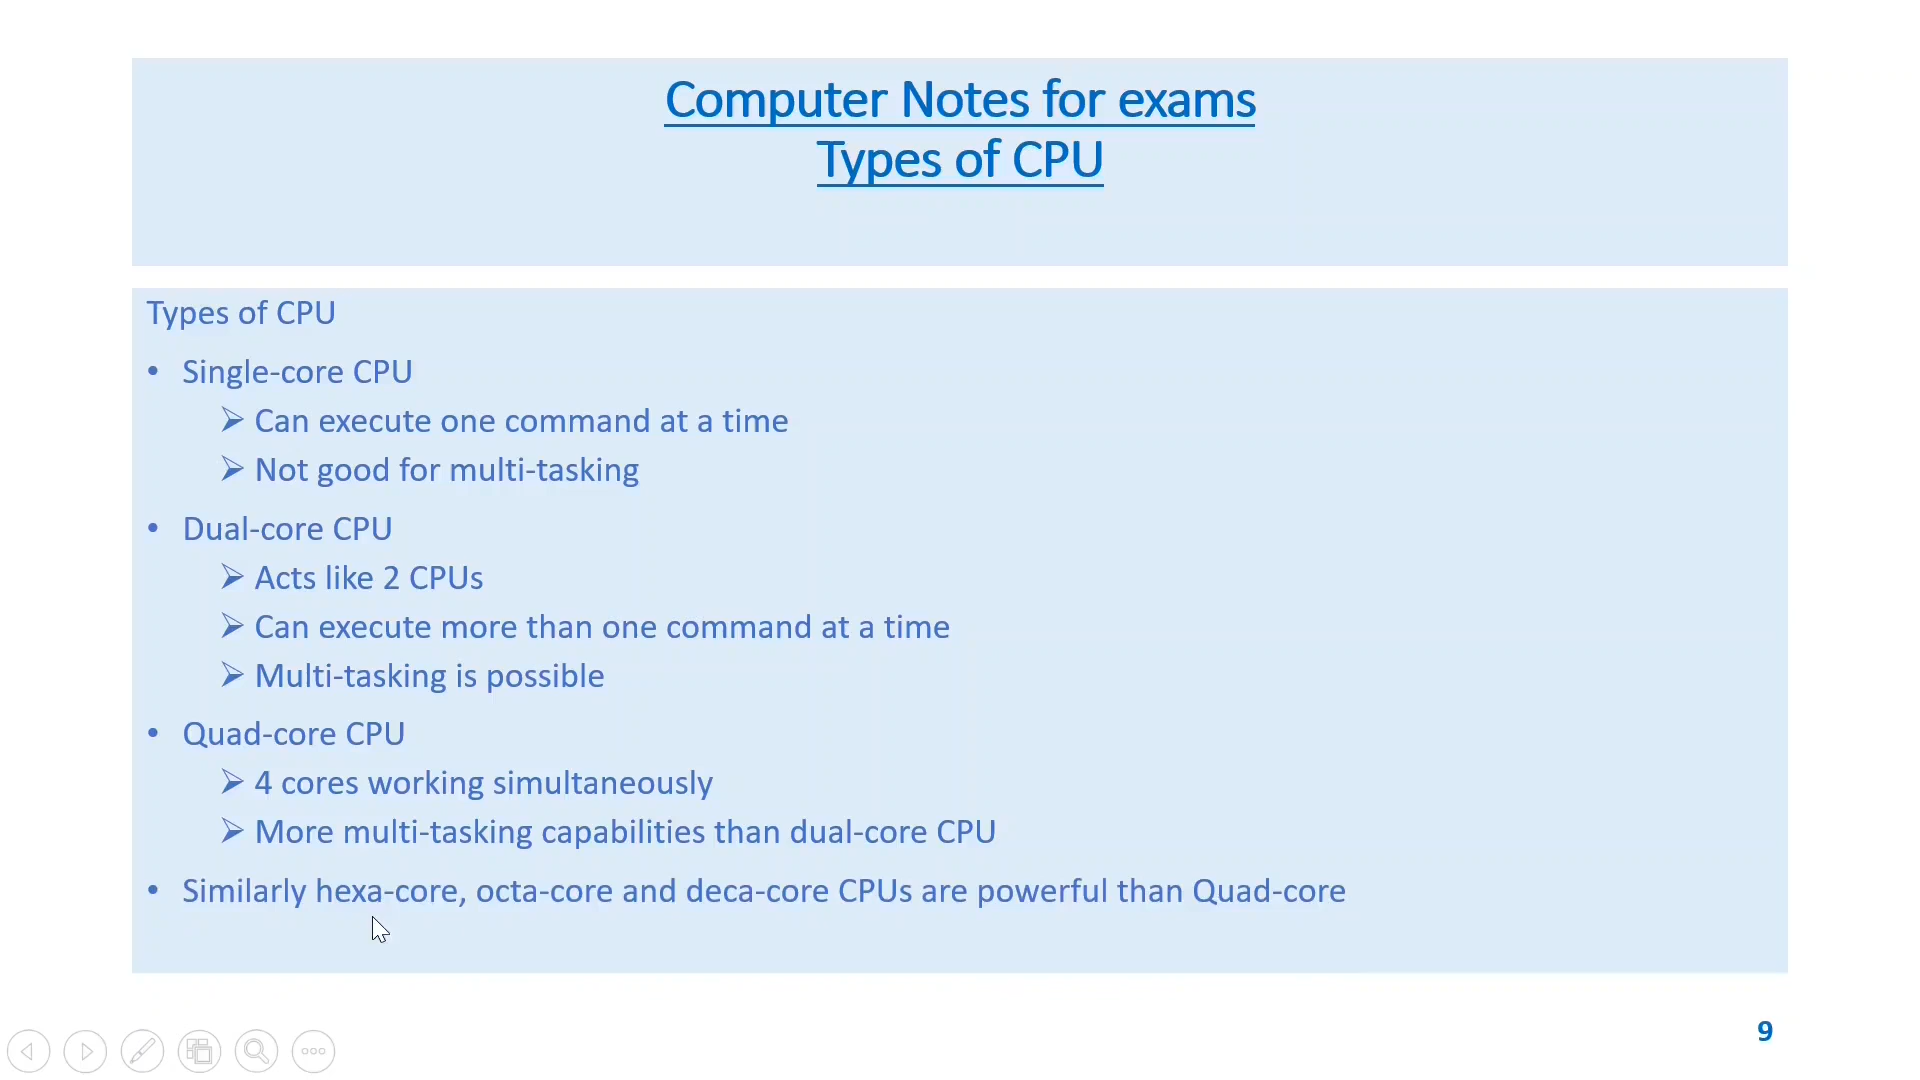 Computer Notes for exams
Types of CPU
Types of CPU
• Single-core CPU
➢ Can execute one command at a time
➢ Not good for multi-tasking
• Dual-core CPU
➢ Acts like 2 CPUs
➢ Can execute more than one command at a time
➢ Multi-tasking is possible
• Quad-core CPU
➢ 4 cores working simultaneously
➢ More multi-tasking capabilities than dual-core CPU
• Similarly hexa-core, octa-core and deca-core CPUs are powerful than Quad-core
9